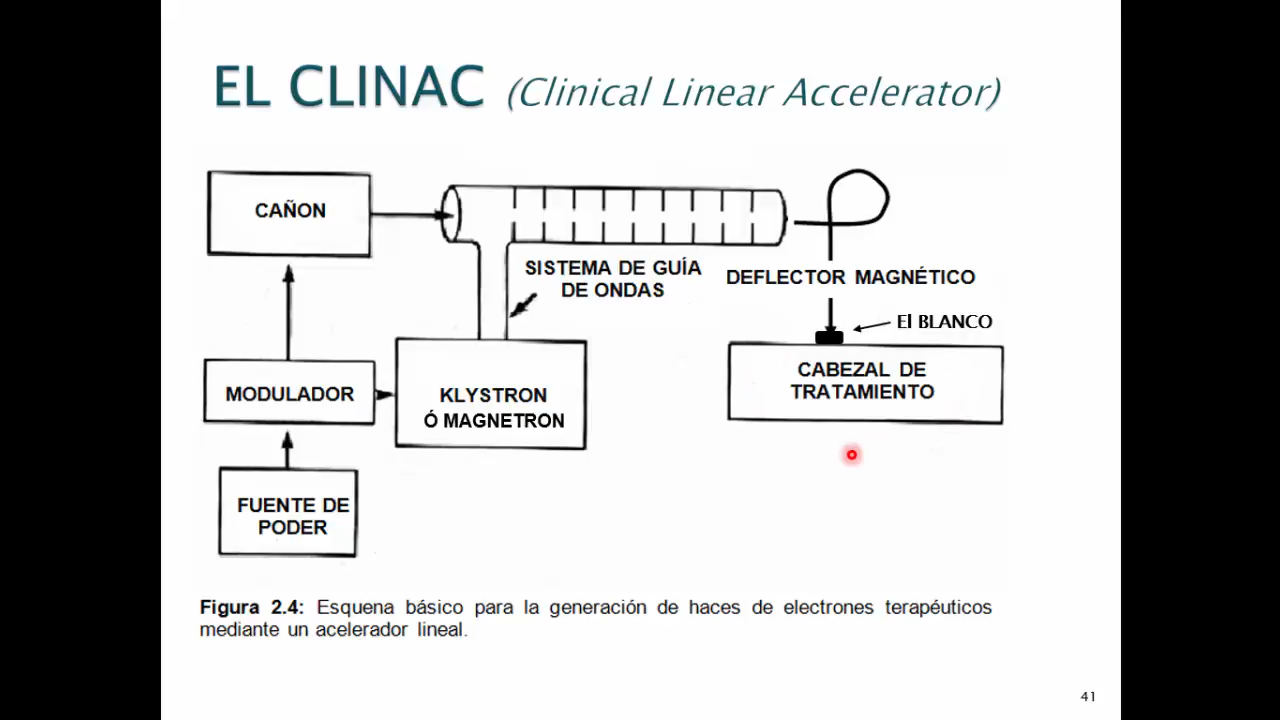 EL CLINAC (Clinical Linear Accelerator)
CAÑON
SISTEMA DE GUÍA
DE ONDAS
DEFLECTOR MAGNÉTICO
El BLANCO
MODULADOR
KLYSTRON
Ó MAGNETRON
CABEZAL DE
TRATAMIENTO
FUENTE DE
PODER
Figura 2.4: Esquena básico para la generación de haces de electrones terapéuticos
mediante un acelerador lineal.
41